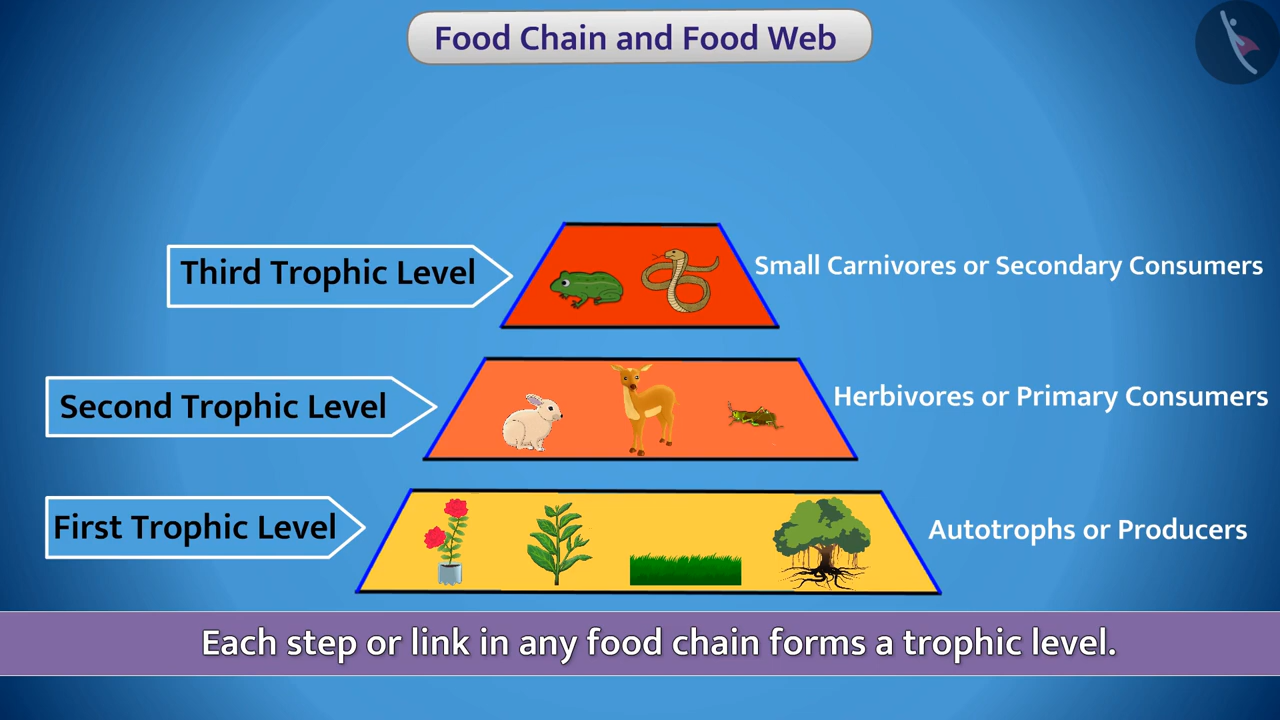 Food Chain and Food Web
Third Trophic Level
Small Carnivores or Secondary Consumers
Second Trophic Level
Herbivores or Primary Consumers
First Trophic Level
Autotrophs or Producers
Each step or link in any food chain forms a trophic level.